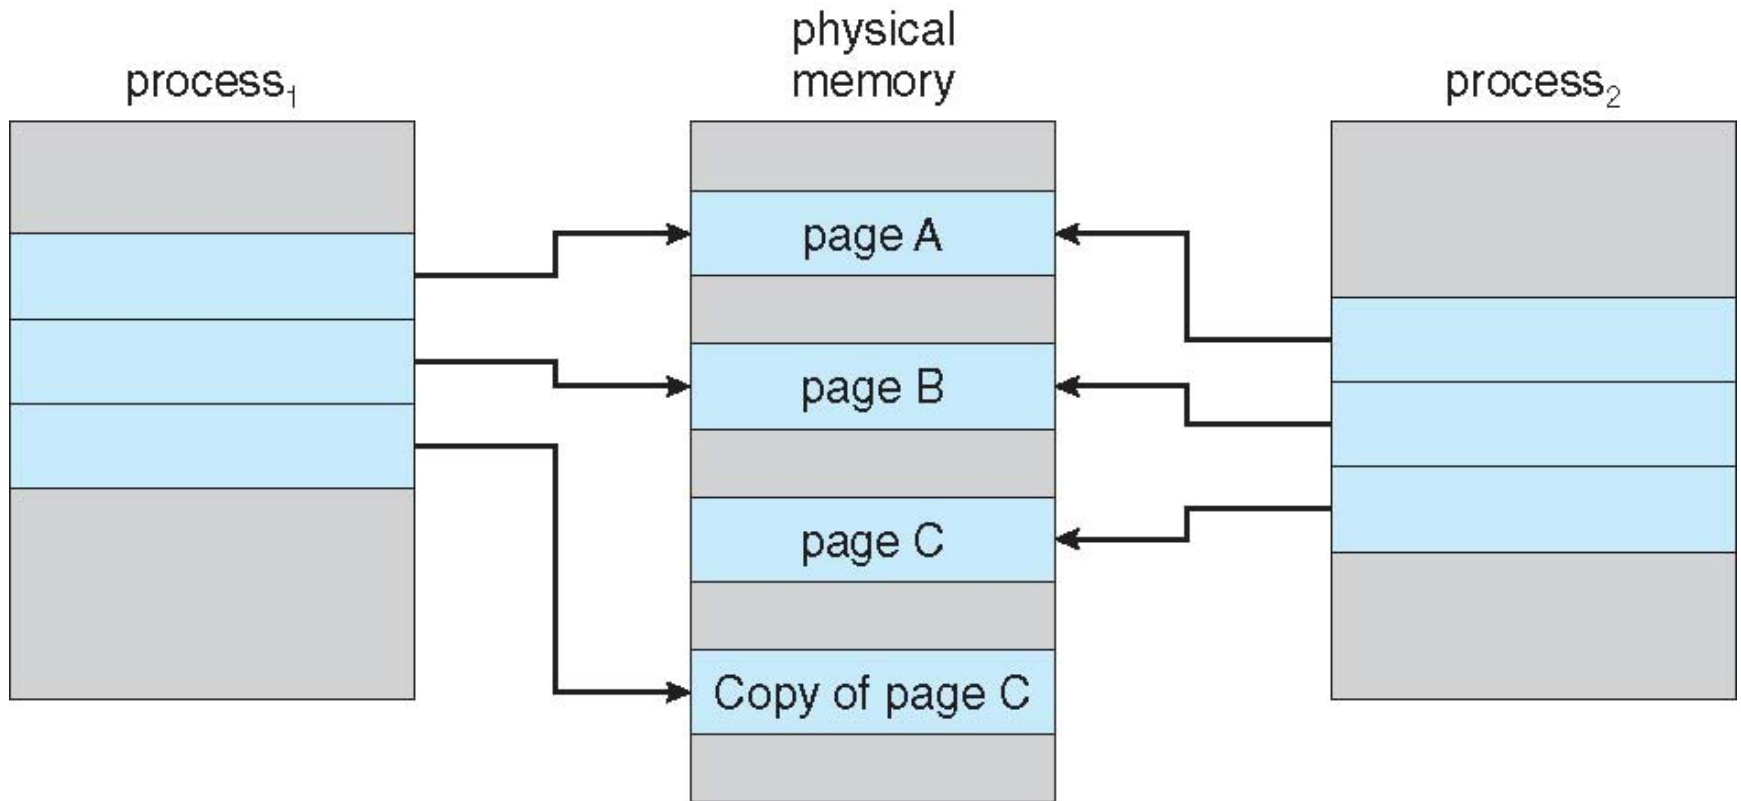 process₁
physical
memory
process₂
page A
page B
page C
Copy of page C